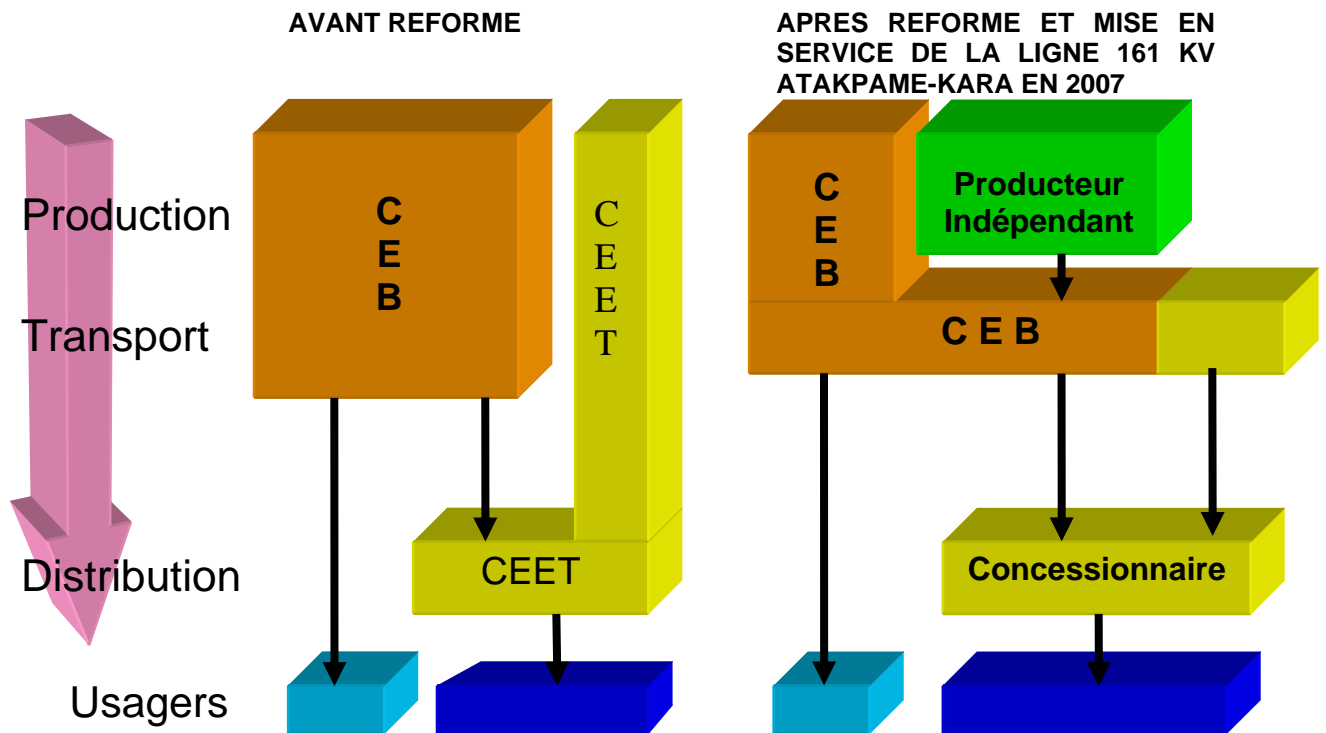 AVANT REFORME
APRES REFORME ET MISE EN
SERVICE DE LA LIGNE 161 KV
ATAKPAME-KARA EN 2007
Production
Transport
Distribution
Usagers
C
E
B
C
E
E
T
CEET
C
E
B
Producteur
Indépendant
C E B
Concessionnaire